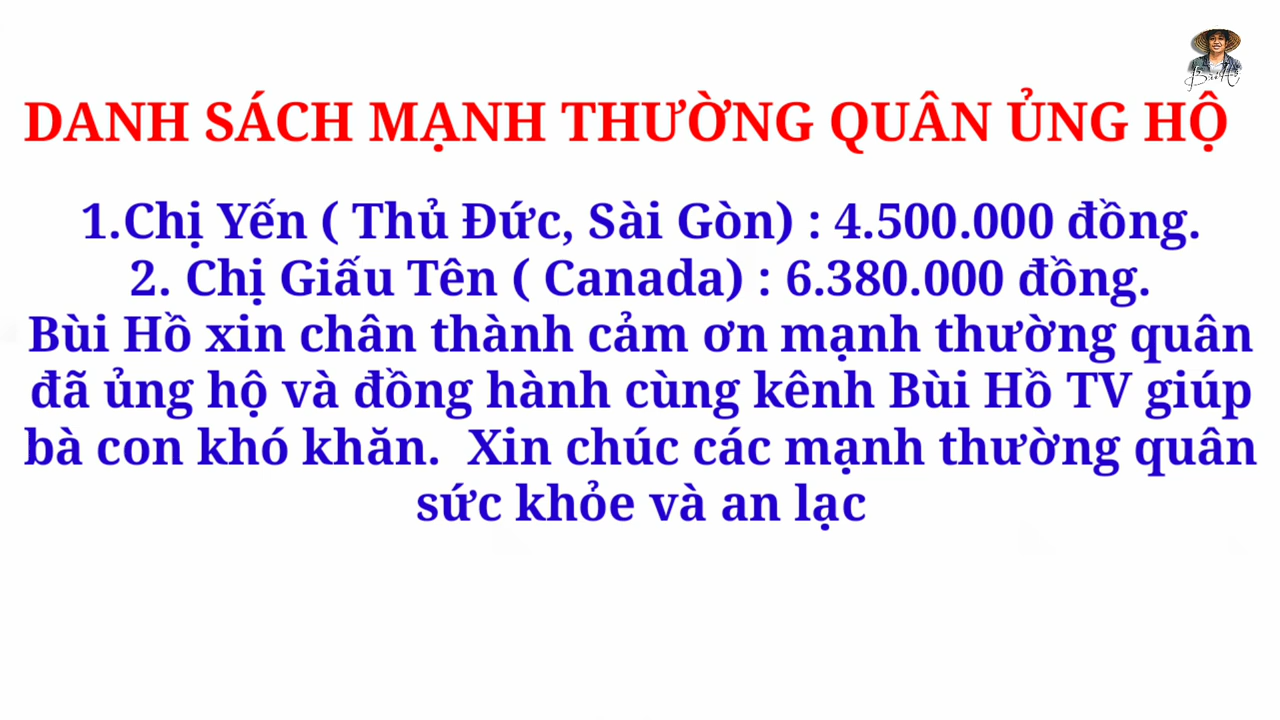 DANH SÁCH MẠNH THƯỜNG QUÂN ỦNG HỘ
1.Chị Yến ( Thủ Đức, Sài Gòn) : 4.500.000 đồng.
2. Chị Giấu Tên ( Canada) : 6.380.000 đồng.
Bùi Hồ xin chân thành cảm ơn mạnh thường quân
đã ủng hộ và đồng hành cùng kênh Bùi Hồ TV giúp
bà con khó khăn.  Xin chúc các mạnh thường quân
sức khỏe và an lạc